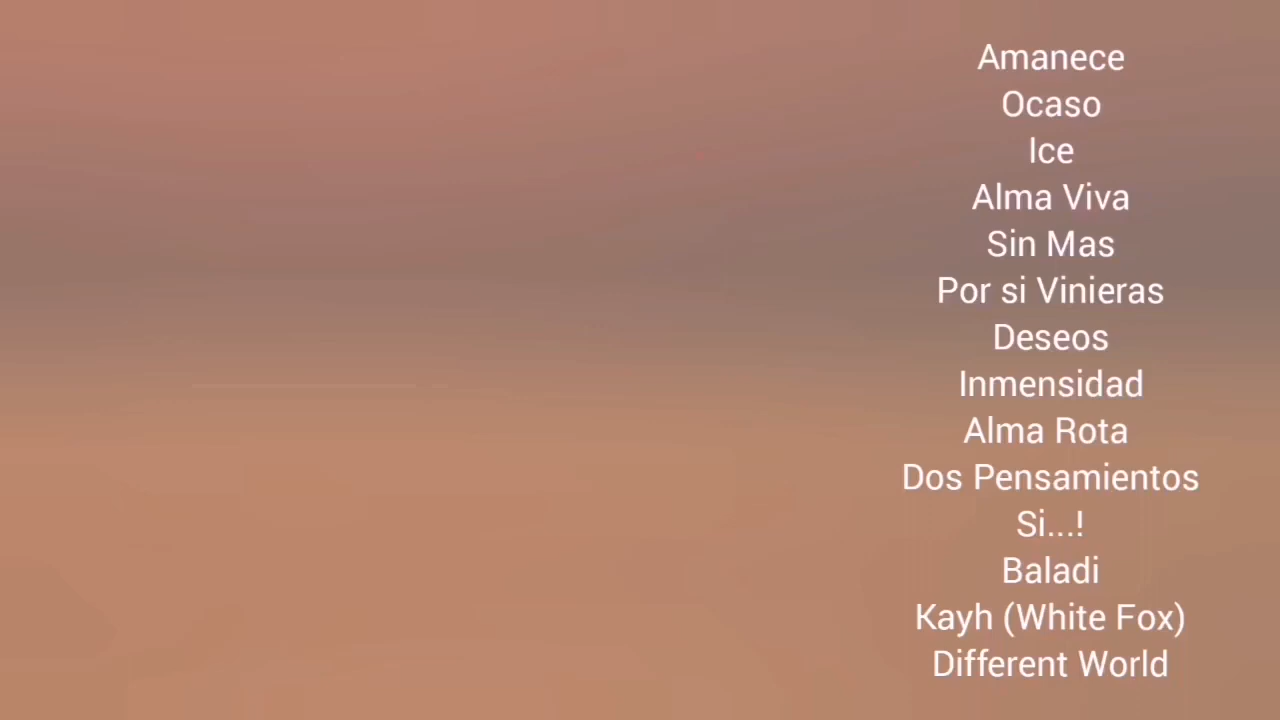 Amanece
Ocaso
Ice
Alma Viva
Sin Mas
Por si Vinieras
Deseos
Inmensidad
Alma Rota
Dos Pensamientos
Si...!
Baladi
Kayh (White Fox)
Different World